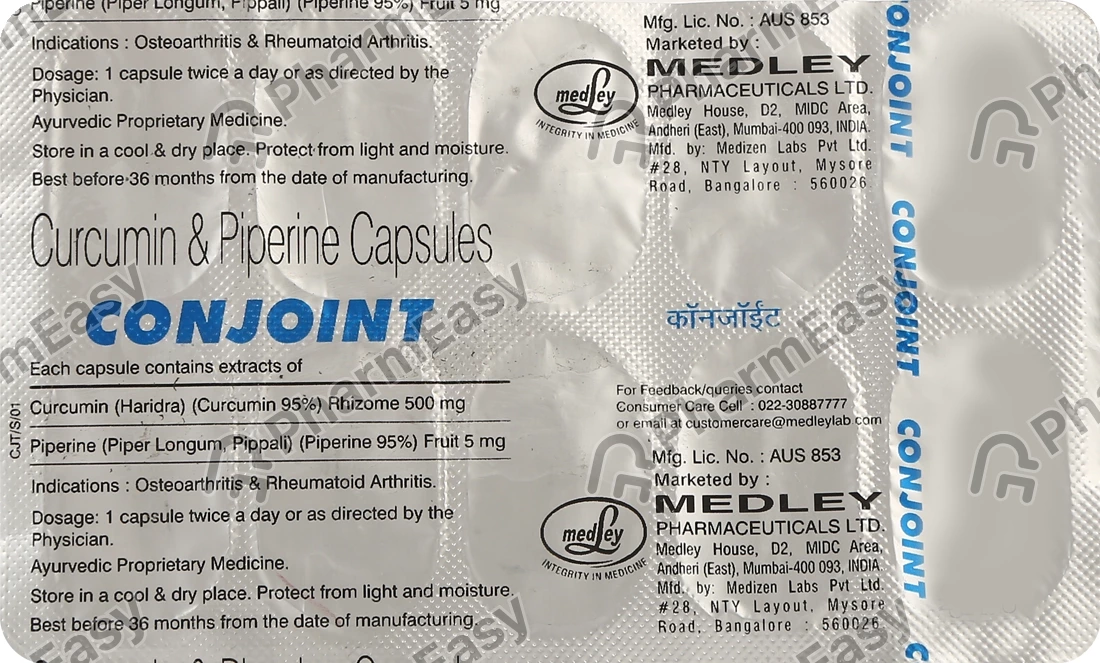 Piperine (Piper Longum, Pippali) (Piperine 95%) Fruit 5 mg
Indications : Osteoarthritis & Rheumatoid Arthritis.
Dosage: 1 capsule twice a day or as directed by the
Physician.
Ayurvedic Proprietary Medicine.
Store in a cool & dry place. Protect from light and moisture.
Best before 36 months from the date of manufacturing.
Mfg. Lic. No. : AUS 853
Marketed by :
medley
INTEGRITY IN MEDICINE
MEDLEY
PHARMACEUTICALS LTD.
Medley House, D2, MIDC Area,
Andheri (East), Mumbai-400 093, INDIA.
Mfd. by: Medizen Labs Pvt Ltd.
#28, NTY Layout, Mysore
Road, Bangalore : 560026.
Curcumin & Piperine Capsules
CONJOINT
कॉनजॉईट
Each capsule contains extracts of
Curcumin (Haridra) (Curcumin 95%) Rhizome 500 mg
Piperine (Piper Longum, Pippali) (Piperine 95%) Fruit 5 mg
CJT/S/01
Indications : Osteoarthritis & Rheumatoid Arthritis.
Dosage: 1 capsule twice a day or as directed by the
Physician.
Ayurvedic Proprietary Medicine.
Store in a cool & dry place. Protect from light and moisture.
Best before 36 months from the date of manufacturing.
For Feedback/queries contact
Consumer Care Cell : 022-30887777
or email at customercare@medleylab.com
Mfg. Lic. No. : AUS 853
Marketed by :
medley
INTEGRITY IN MEDICINE
MEDLEY
PHARMACEUTICALS LTD.
Medley House, D2, MIDC Area,
Andheri (East), Mumbai-400 093, INDIA
Mfd. by: Medizen Labs Pvt Ltd.
#28, NTY Layout, Mysore
Road, Bangalore : 560026
CONJOINT
CONJOINT
CONJOINT
PharmEasy
PharmEasy
PharmEasy
PharmEasy